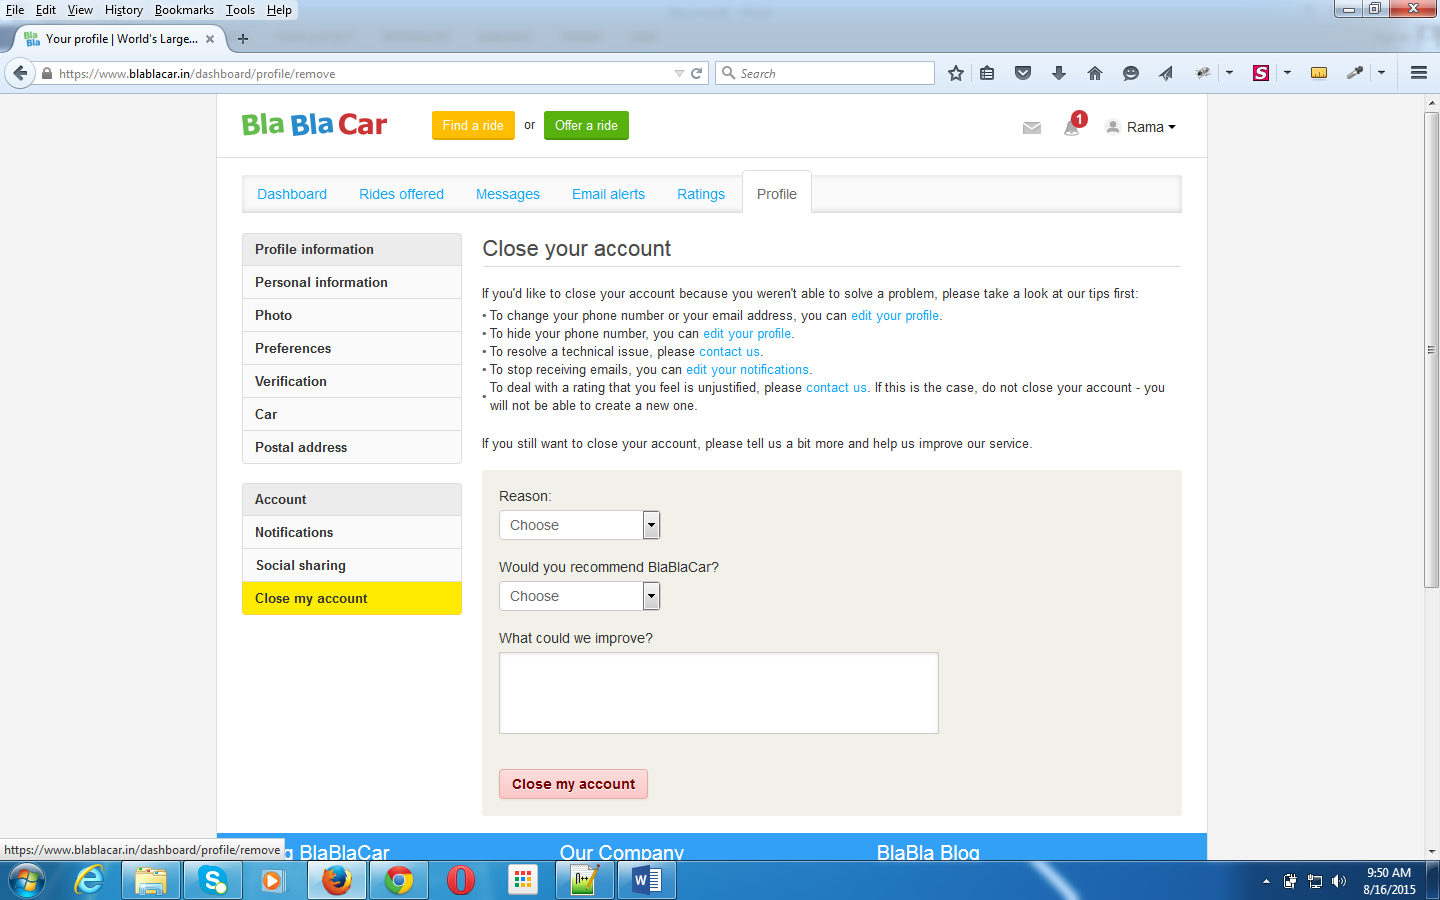 File Edit View History Bookmarks Tools Help
Bla Bla Your profile | World's Large...
https://www.blablacar.in/dashboard/profile/remove
Search
Bla Bla Car
Find a ride or Offer a ride
1
Rama
Dashboard Rides offered Messages Email alerts Ratings Profile
Profile information
Personal information
Photo
Preferences
Verification
Car
Postal address
Account
Notifications
Social sharing
Close my account
Close your account
If you'd like to close your account because you weren't able to solve a problem, please take a look at our tips first:
• To change your phone number or your email address, you can edit your profile.
• To hide your phone number, you can edit your profile.
• To resolve a technical issue, please contact us.
• To stop receiving emails, you can edit your notifications.
• To deal with a rating that you feel is unjustified, please contact us. If this is the case, do not close your account - you
will not be able to create a new one.
If you still want to close your account, please tell us a bit more and help us improve our service.
Reason:
Choose
Would you recommend BlaBlaCar?
Choose
What could we improve?
Close my account
https://www.blablacar.in/dashboard/profile/remove
g BlaBlaCar Our Company BlaBla Blog
9:50 AM
8/16/2015